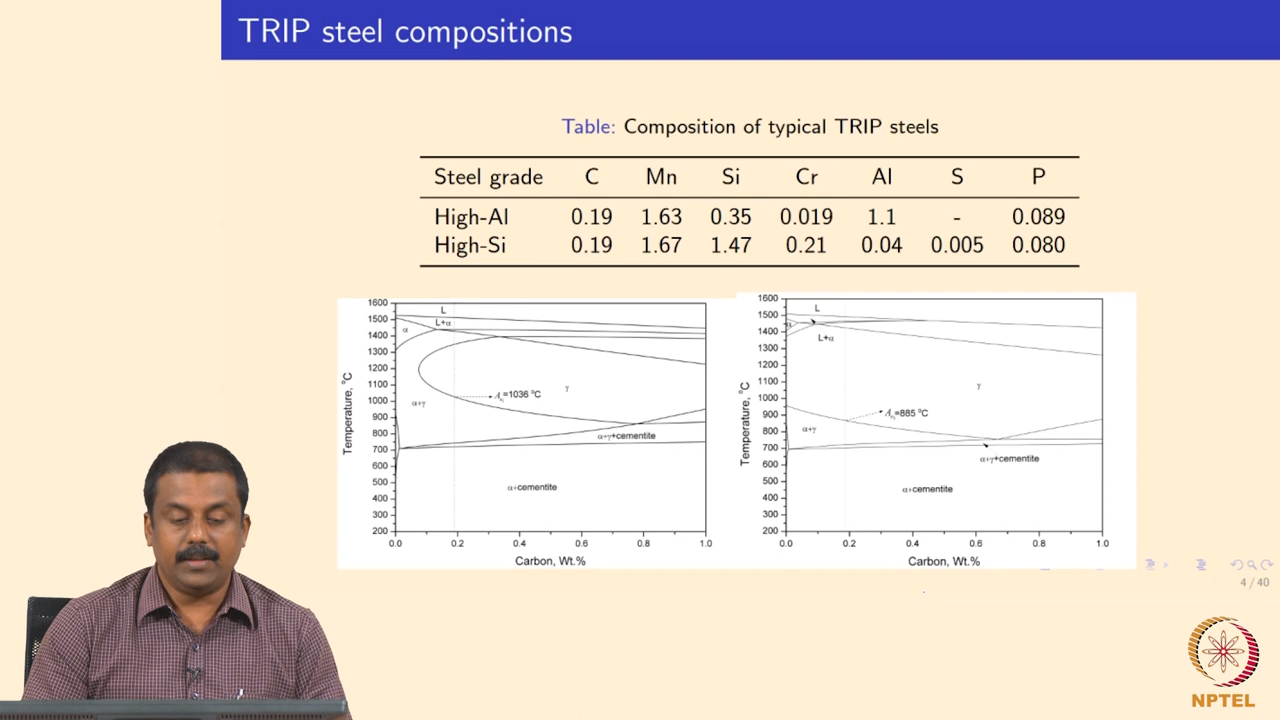 TRIP steel compositions
Table: Composition of typical TRIP steels
Steel grade C Mn Si Cr Al S P
High-Al 0.19 1.63 0.35 0.019 1.1 - 0.089
High-Si 0.19 1.67 1.47 0.21 0.04 0.005 0.080
1600
1500
1400
1300
1200
1100
1000
900
800
700
600
500
400
300
200
Temperature, °C
L
L+α
α
γ
=1036 °C
α+γ
α+γ+cementite
α+cementite
0.0 0.2 0.4 0.6 0.8 1.0
Carbon, Wt.%
1600
1500
1400
1300
1200
1100
1000
900
800
700
600
500
400
300
200
Temperature, °C
L
α
L+α
γ
=885 °C
α+γ
α+γ+cementite
α+cementite
0.0 0.2 0.4 0.6 0.8 1.0
Carbon, Wt.%
4 / 40
NPTEL